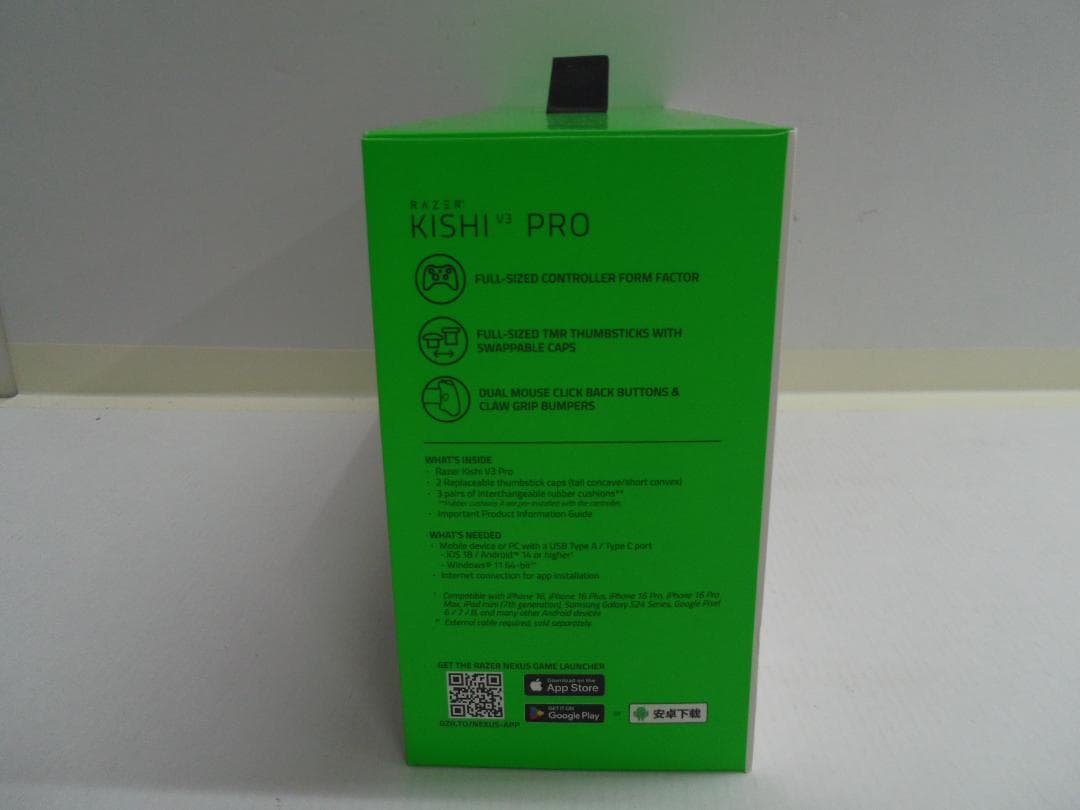 RAZER
KISHI V3 PRO
FULL-SIZED CONTROLLER FORM FACTOR
FULL-SIZED TMR THUMBSTICKS WITH
SWAPPABLE CAPS
DUAL MOUSE CLICK BACK BUTTONS &
CLAW GRIP BUMPERS
WHAT'S INSIDE
· Razer Kishi V3 Pro
· 2 Replaceable thumbstick caps (tall concave/short convex)
· 3 pairs of interchangeable rubber cushions**
· Important Product Information Guide
WHAT'S NEEDED
· Mobile device or PC with a USB Type A / Type C port
- iOS 18 / Android™ 14 or higher
- Windows® 11 64-bit
· Internet connection for app installation
Compatible with iPhone 16, iPhone 16 Plus, iPhone 16 Pro, iPhone 16 Pro
Max, iPad mini (7th generation), Samsung Galaxy S24 Series, Google Pixel
6 / 7 / 8, and many other Android devices
External cable required, sold separately.
GET THE RAZER NEXUS GAME LAUNCHER
Download on the
App Store
RZR.TO/NEXUS-APP
GET IT ON
Google Play
or
安卓下载